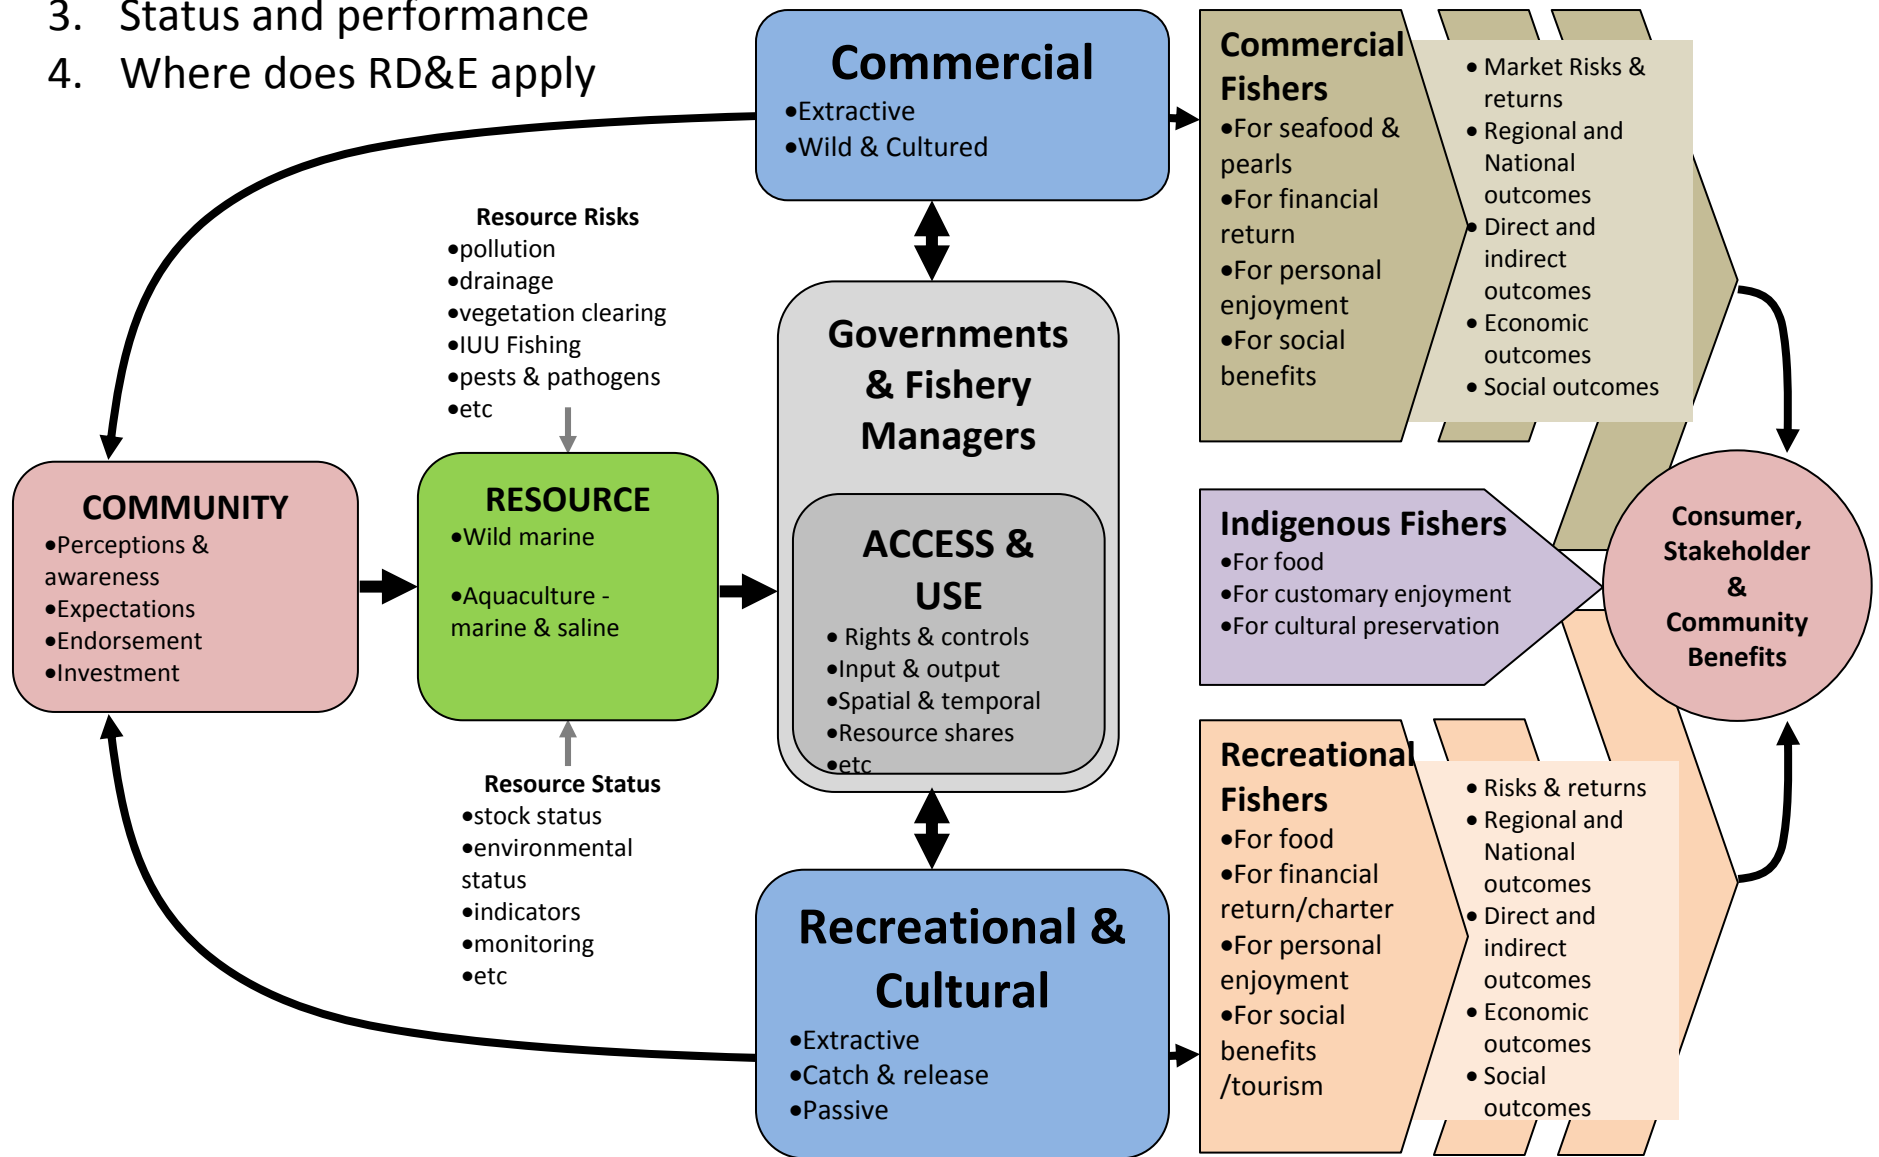 3. Status and performance
4. Where does RD&E apply
Commercial
•Extractive
•Wild & Cultured
Commercial
Fishers
•For seafood &
pearls
•For financial
return
•For personal
enjoyment
•For social
benefits
• Market Risks &
returns
• Regional and
National
outcomes
• Direct and
indirect
outcomes
• Economic
outcomes
• Social outcomes
Resource Risks
•pollution
•drainage
•vegetation clearing
•IUU Fishing
•pests & pathogens
•etc
Governments
& Fishery
Managers
COMMUNITY
•Perceptions &
awareness
•Expectations
•Endorsement
•Investment
RESOURCE
•Wild marine
•Aquaculture -
marine & saline
ACCESS &
USE
• Rights & controls
•Input & output
•Spatial & temporal
•Resource shares
•etc
Indigenous Fishers
•For food
•For customary enjoyment
•For cultural preservation
Consumer,
Stakeholder
&
Community
Benefits
Resource Status
•stock status
•environmental
status
•indicators
•monitoring
•etc
Recreational &
Cultural
•Extractive
•Catch & release
•Passive
Recreational
Fishers
•For food
•For financial
return/charter
•For personal
enjoyment
•For social
benefits
/tourism
• Risks & returns
• Regional and
National
outcomes
• Direct and
indirect
outcomes
• Economic
outcomes
• Social
outcomes